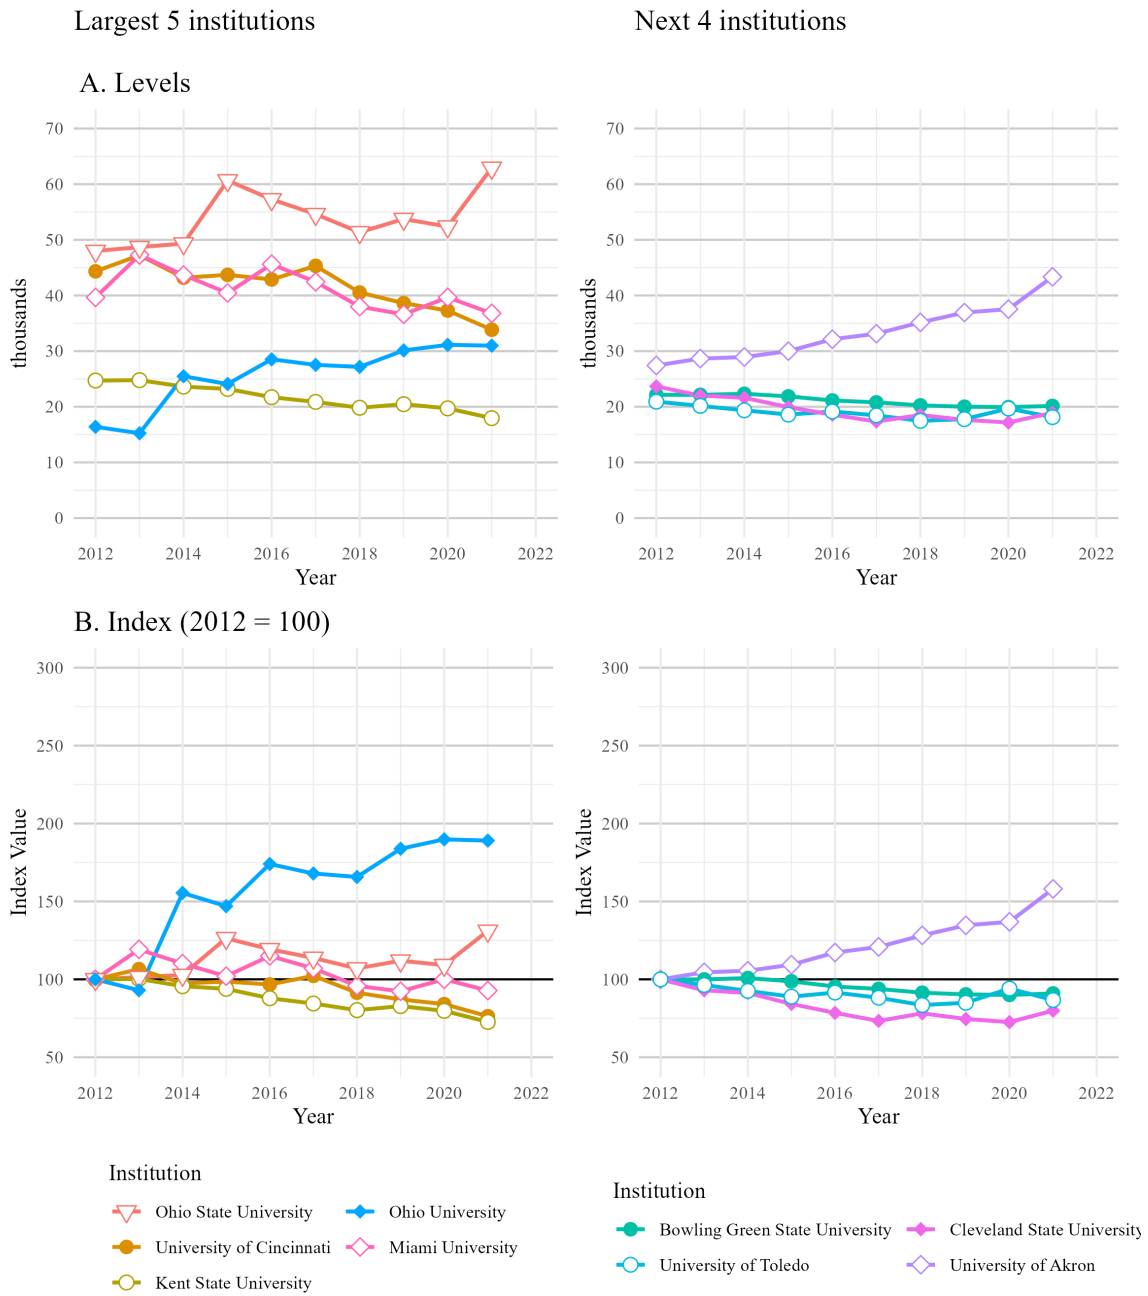 Largest 5 institutions
Next 4 institutions
A. Levels
70
60
50
40
30
20
10
0
thousands
2012 2014 2016 2018 2020 2022
Year
70
60
50
40
30
20
10
0
thousands
2012 2014 2016 2018 2020 2022
Year
B. Index (2012 = 100)
300
250
200
150
100
50
Index Value
2012 2014 2016 2018 2020 2022
Year
300
250
200
150
100
50
Index Value
2012 2014 2016 2018 2020 2022
Year
Institution
Ohio State University
Ohio University
University of Cincinnati
Miami University
Kent State University
Institution
Bowling Green State University
Cleveland State University
University of Toledo
University of Akron